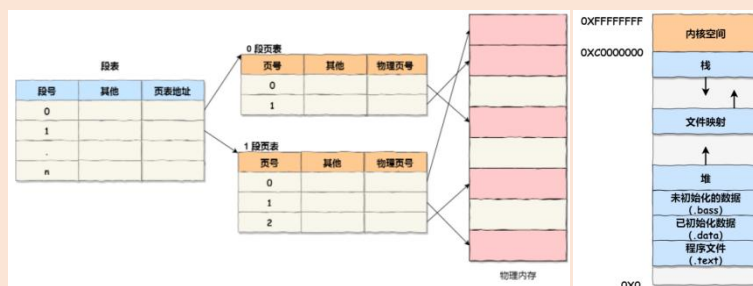 段表
段号 其他 页表地址
0
1
.
n
0 段页表
页号 其他 物理页号
0
1
1 段页表
页号 其他 物理页号
0
1
2
物理内存
0XFFFFFFFF
内核空间
0XC0000000
栈
文件映射
堆
未初始化的数据
(.bass)
已初始化数据
(.data)
程序文件
(.text)
0X0